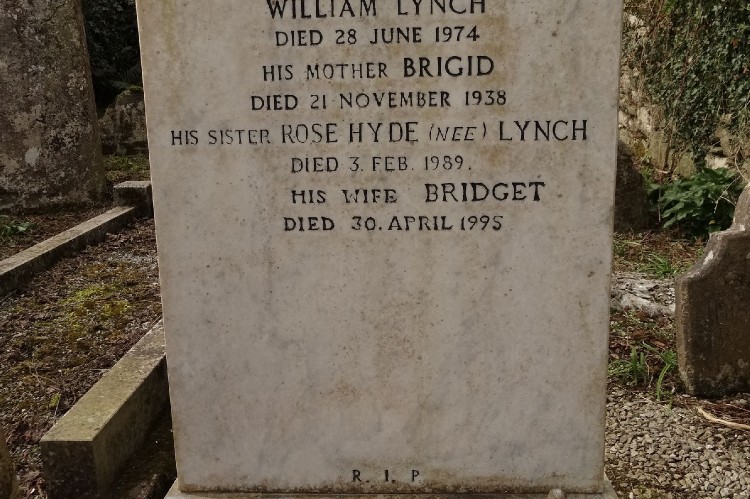 WILLIAM LYNCH
DIED 28 JUNE 1974
HIS MOTHER BRIGID
DIED 21 NOVEMBER 1938
HIS SISTER ROSE HYDE (NEE) LYNCH
DIED 3. FEB. 1989.
HIS WIFE BRIDGET
DIED 30. APRIL 1995
R. I. P.